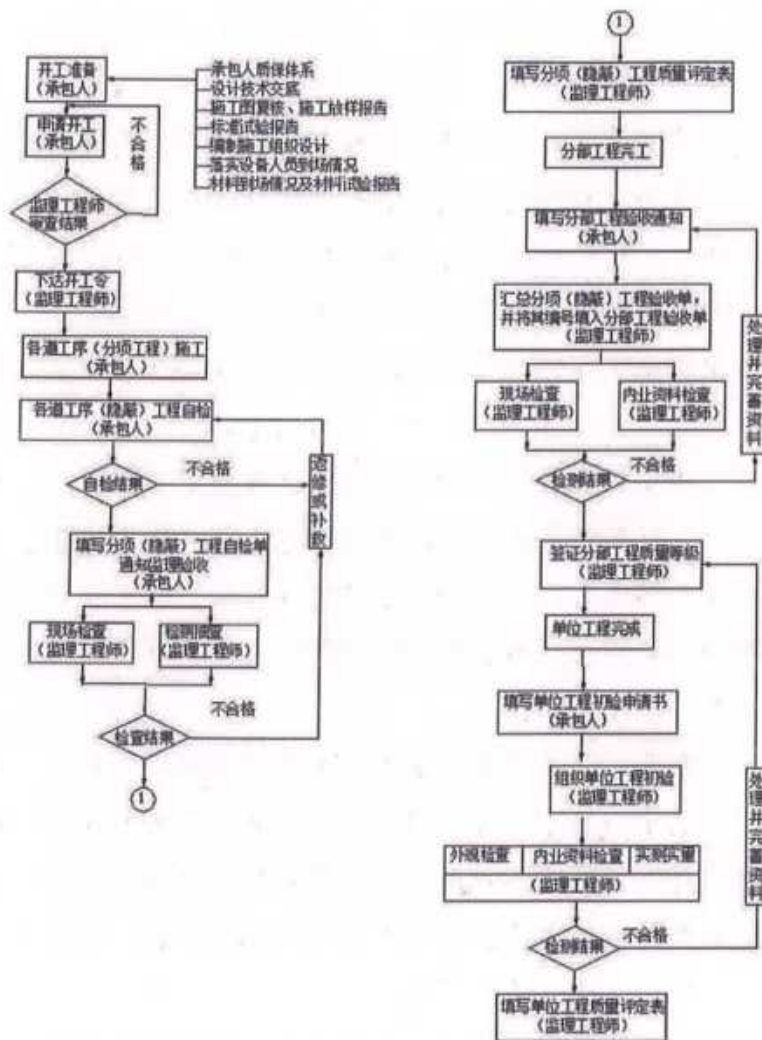 开工准备
(承包人)
承包人质保体系
设计技术交底
施工图复核、施工放样报告
标准试验报告
编制施工组织设计
落实设备人员到场情况
材料到场情况及材料试验报告
申请开工
(承包人)
不合格
监理工程师
审查结果
下达开工令
(监理工程师)
各道工序(分项工程)施工
(承包人)
各道工序(隐蔽)工程自检
(承包人)
不合格
自检结果
返修或补救
填写分项(隐蔽)工程自检单
通知监理验收
(承包人)
现场检查
(监理工程师)
检测抽查
(监理工程师)
不合格
检查结果
1
1
填写分项(隐蔽)工程质量评定表
(监理工程师)
分部工程完工
填写分部工程验收通知
(承包人)
汇总分项(隐蔽)工程验收单,
并将其编号填入分部工程验收单
(监理工程师)
处理并完善资料
现场检查
(监理工程师)
内业资料检查
(监理工程师)
不合格
检测结果
签证分部工程质量等级
(监理工程师)
单位工程完成
填写单位工程初验申请书
(承包人)
组织单位工程初验
(监理工程师)
处理并完善资料
外观检查 内业资料检查 实测实量
(监理工程师)
不合格
检测结果
填写单位工程质量评定表
(监理工程师)